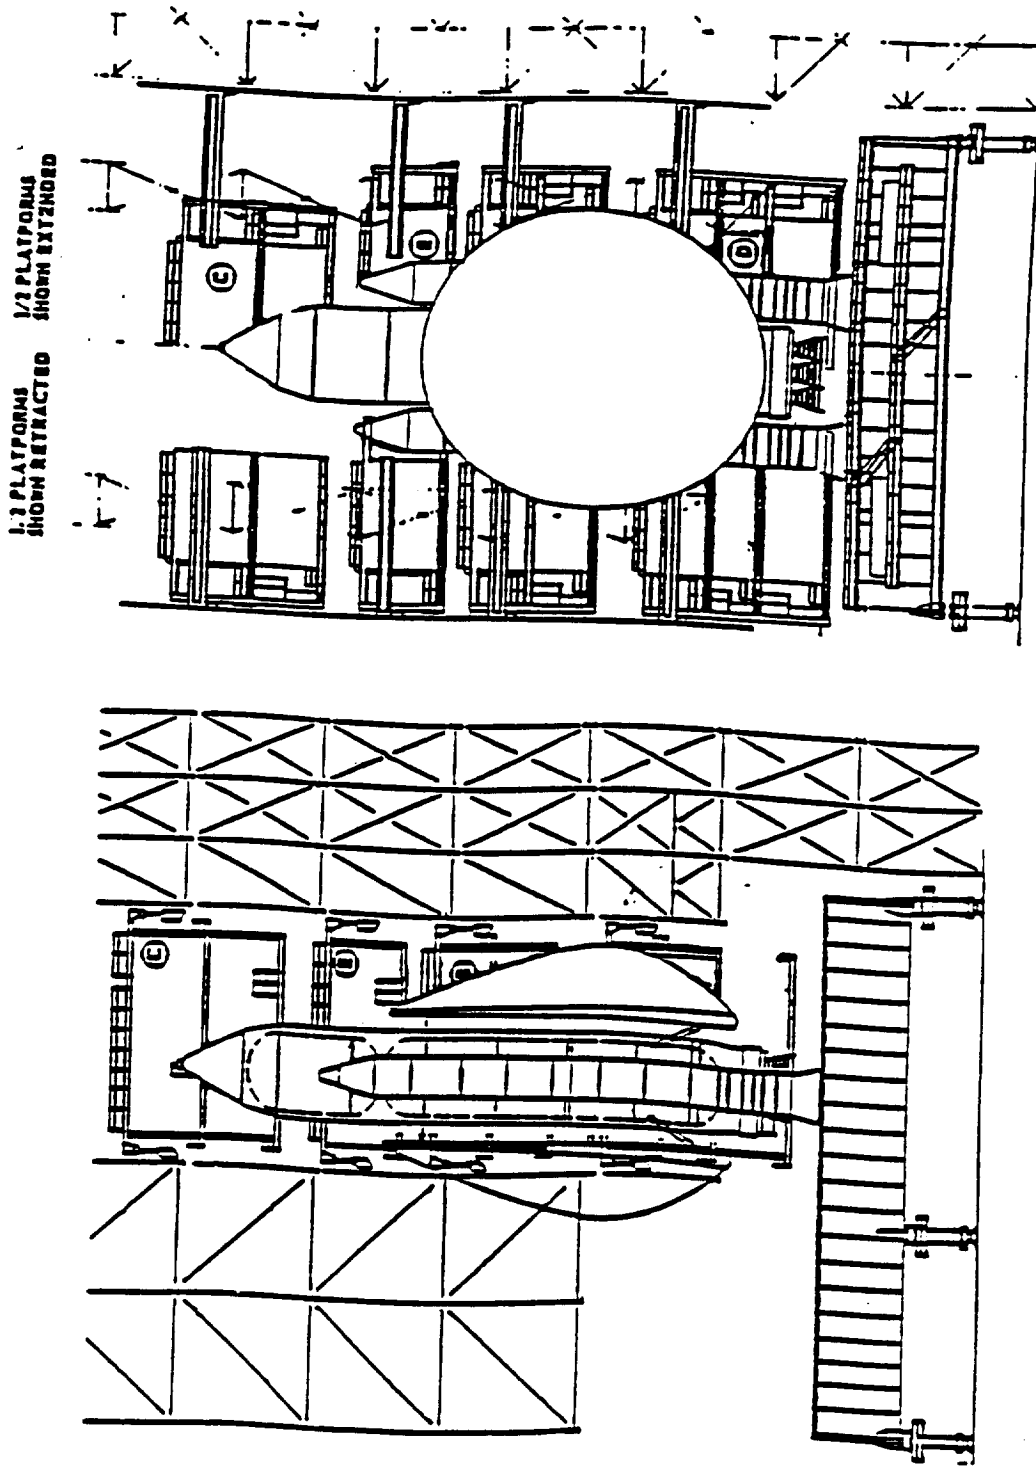 1/2 PLATFORMS
SHOWN RETRACTED
1/2 PLATFORMS
SHOWN EXTENDED
C
D
C